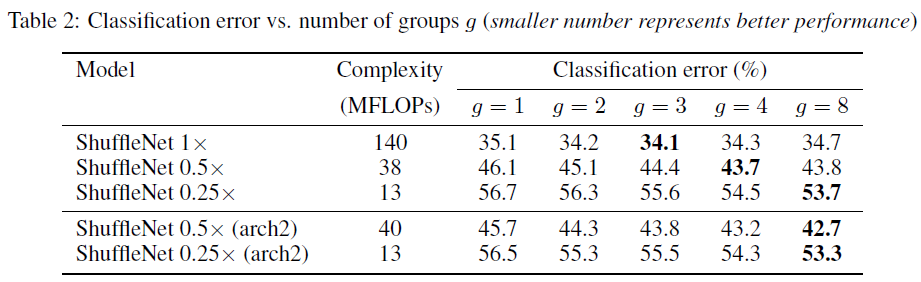 Table 2: Classification error vs. number of groups g (smaller number represents better performance)
Model Complexity Classification error (%)
(MFLOPs) g = 1 g = 2 g = 3 g = 4 g = 8
ShuffleNet 1× 140 35.1 34.2 34.1 34.3 34.7
ShuffleNet 0.5× 38 46.1 45.1 44.4 43.7 43.8
ShuffleNet 0.25× 13 56.7 56.3 55.6 54.5 53.7
ShuffleNet 0.5× (arch2) 40 45.7 44.3 43.8 43.2 42.7
ShuffleNet 0.25× (arch2) 13 56.5 55.3 55.5 54.3 53.3